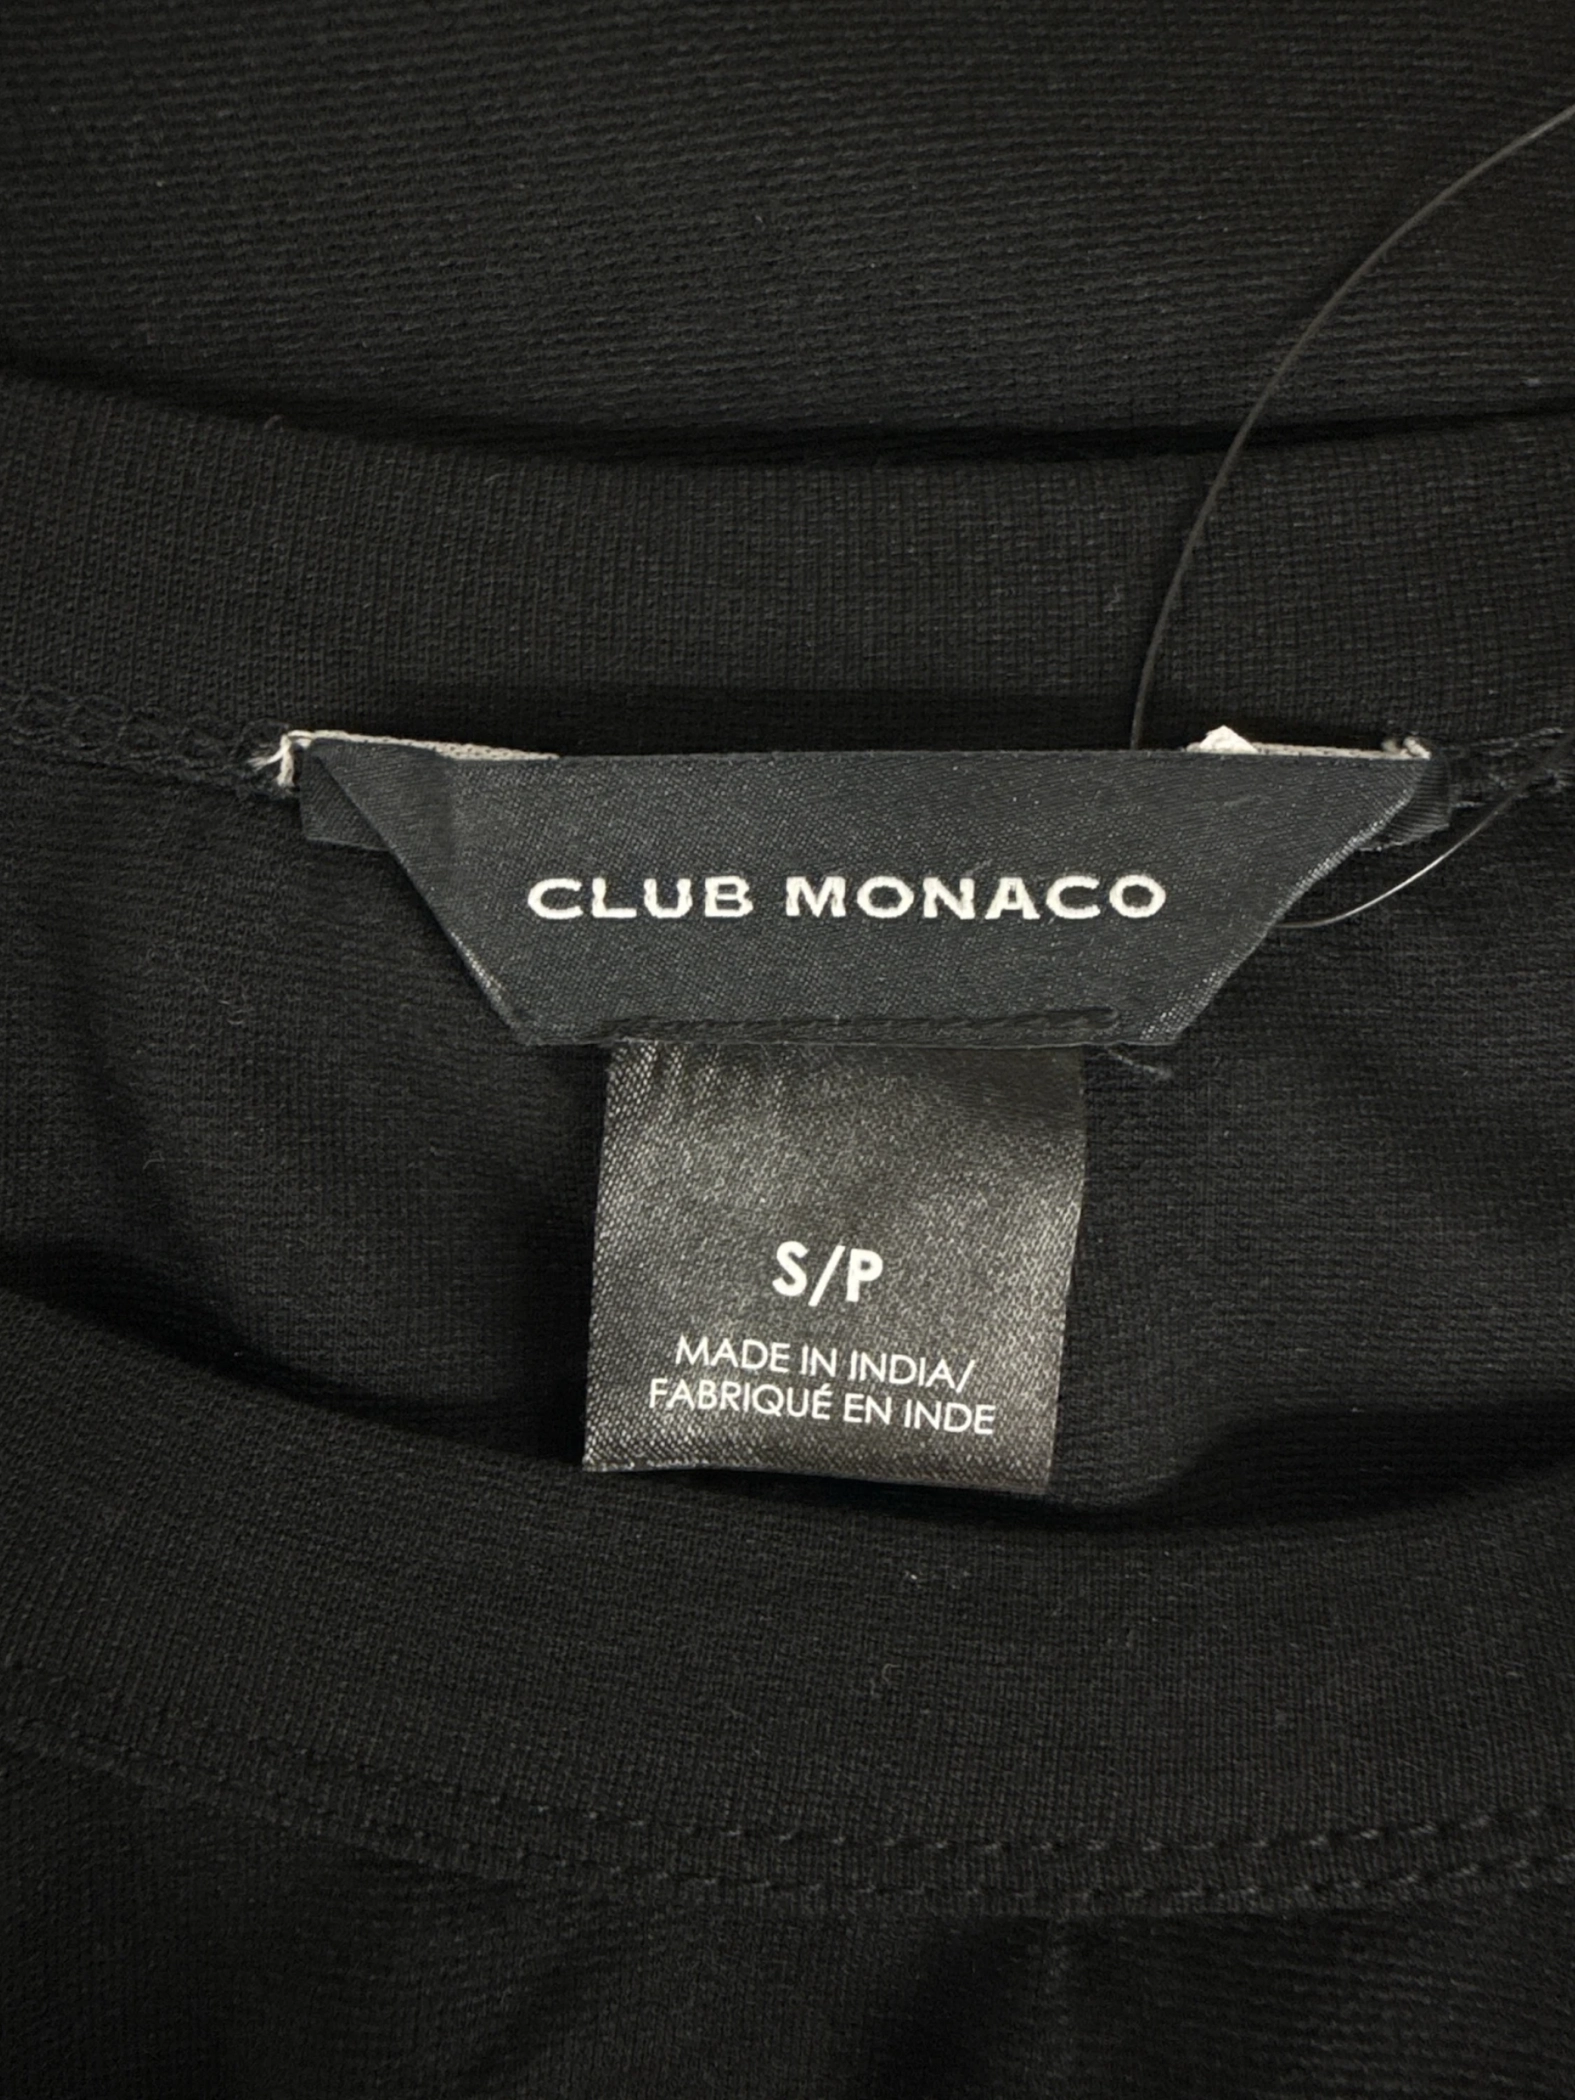 CLUB MONACO
S/P
MADE IN INDIA/
FABRIQUÉ EN INDE